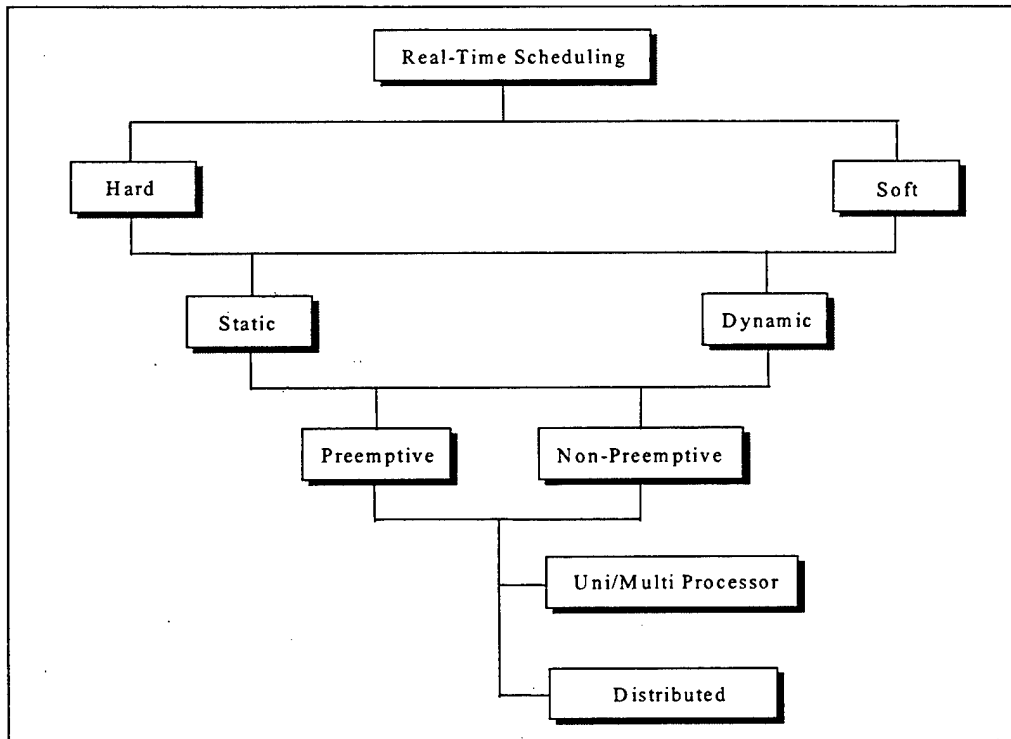 Real-Time Scheduling
Hard
Soft
Static
Dynamic
Preemptive
Non-Preemptive
Uni/Multi Processor
Distributed